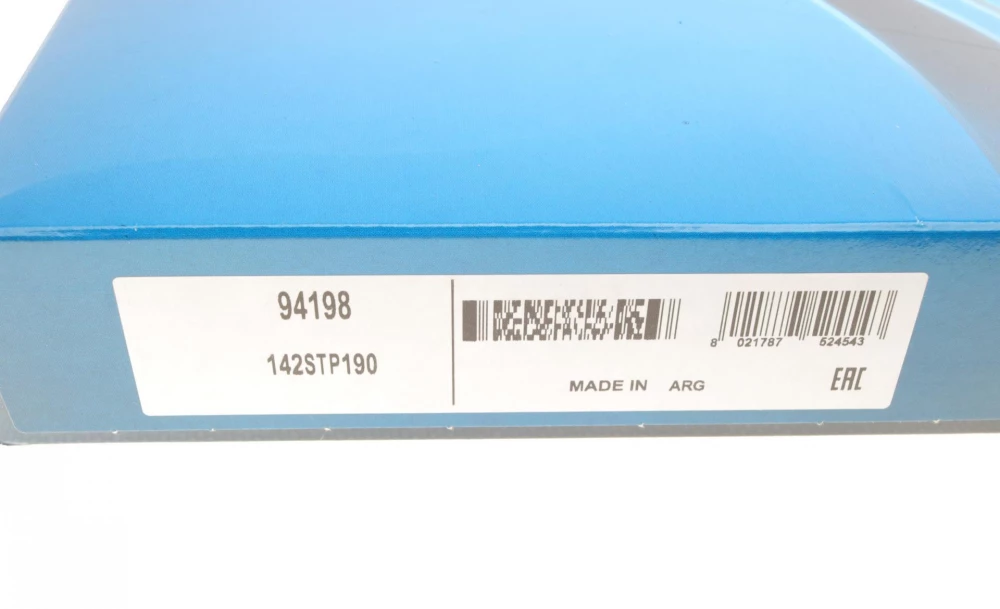 94198
142STP190
8 021787 524543
MADE IN ARG
EAC